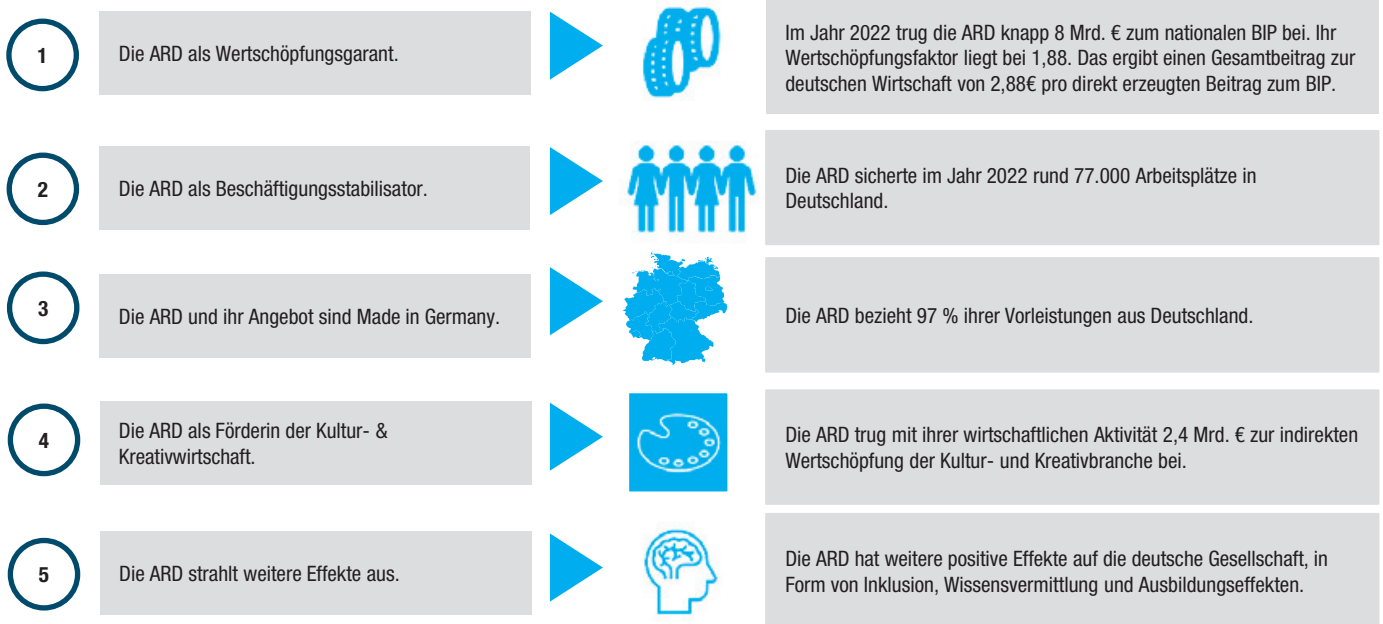 1
Die ARD als Wertschöpfungsgarant.
Im Jahr 2022 trug die ARD knapp 8 Mrd. € zum nationalen BIP bei. Ihr
Wertschöpfungsfaktor liegt bei 1,88. Das ergibt einen Gesamtbeitrag zur
deutschen Wirtschaft von 2,88€ pro direkt erzeugten Beitrag zum BIP.
2
Die ARD als Beschäftigungsstabilisator.
Die ARD sicherte im Jahr 2022 rund 77.000 Arbeitsplätze in
Deutschland.
3
Die ARD und ihr Angebot sind Made in Germany.
Die ARD bezieht 97 % ihrer Vorleistungen aus Deutschland.
4
Die ARD als Förderin der Kultur- &
Kreativwirtschaft.
Die ARD trug mit ihrer wirtschaftlichen Aktivität 2,4 Mrd. € zur indirekten
Wertschöpfung der Kultur- und Kreativbranche bei.
5
Die ARD strahlt weitere Effekte aus.
Die ARD hat weitere positive Effekte auf die deutsche Gesellschaft, in
Form von Inklusion, Wissensvermittlung und Ausbildungseffekten.